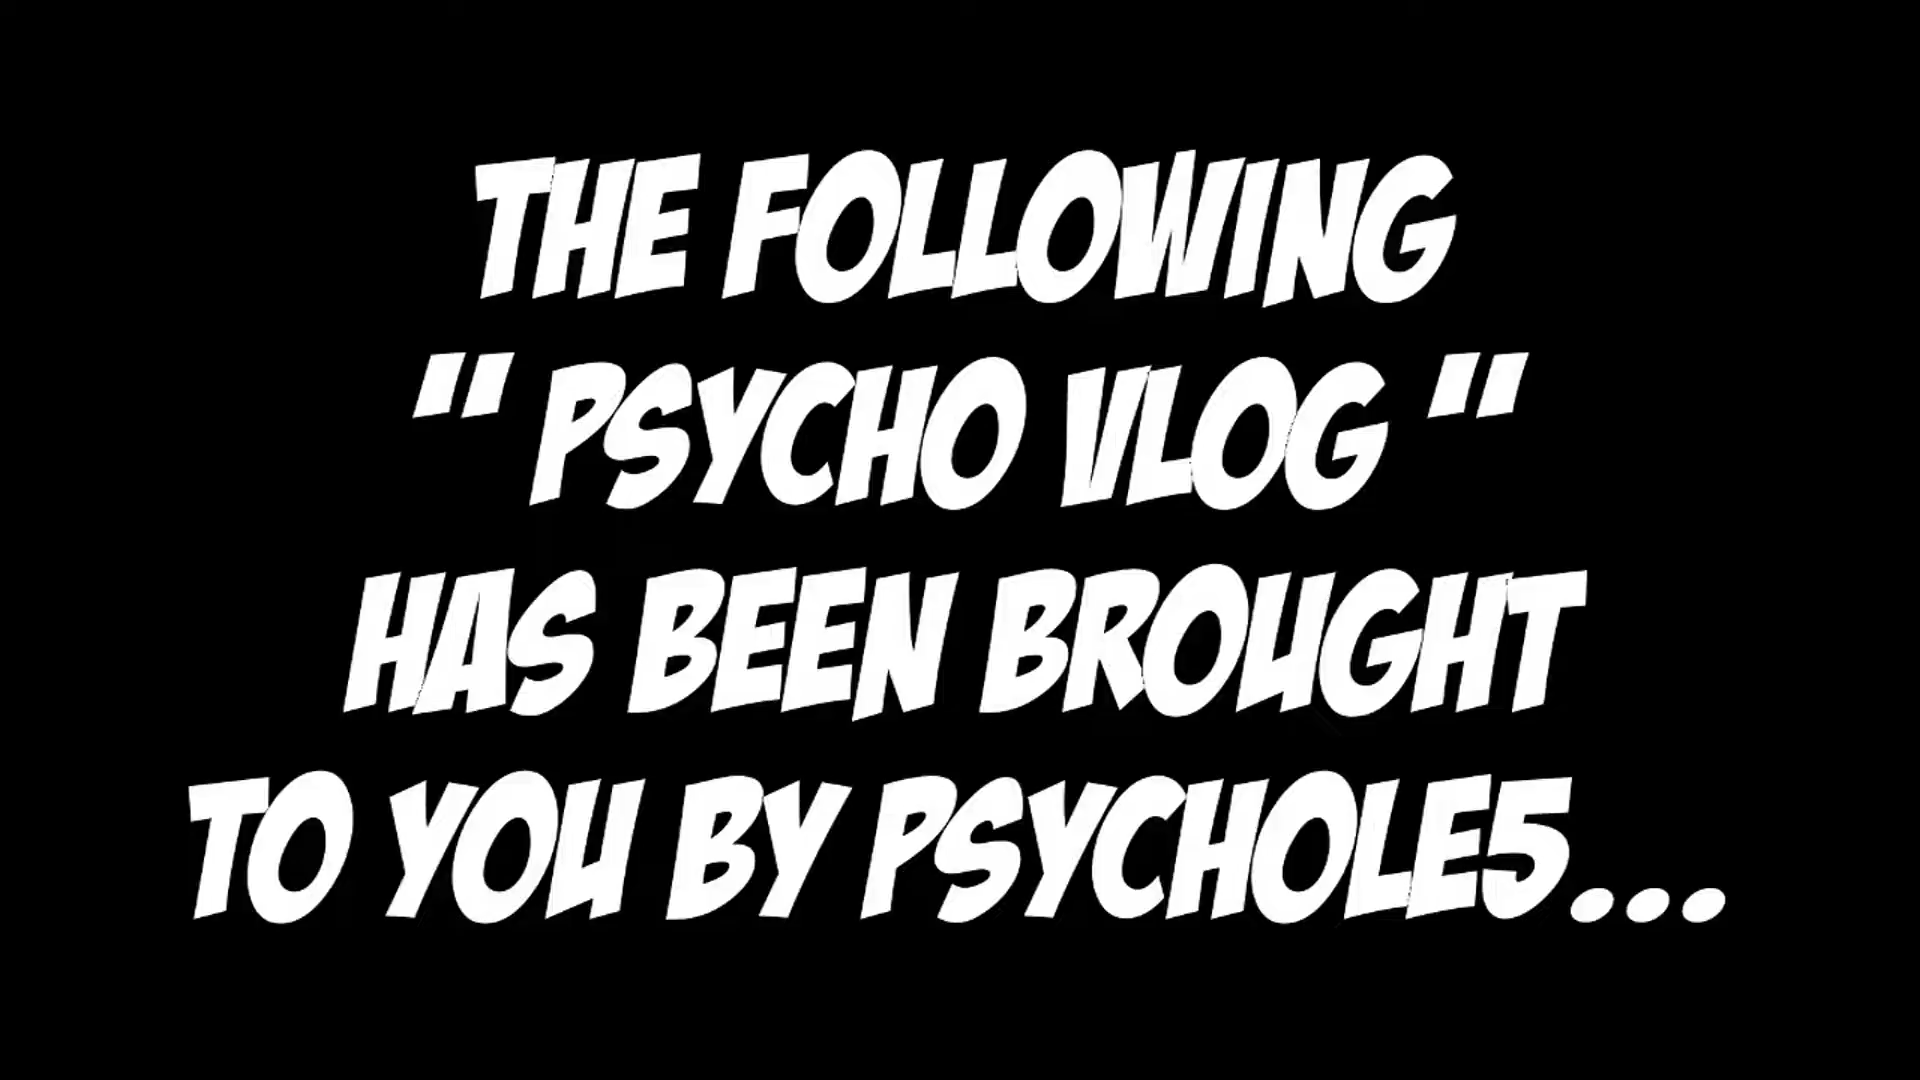 THE FOLLOWING
" PSYCHO VLOG "
HAS BEEN BROUGHT
TO YOU BY PSYCHOLE5...